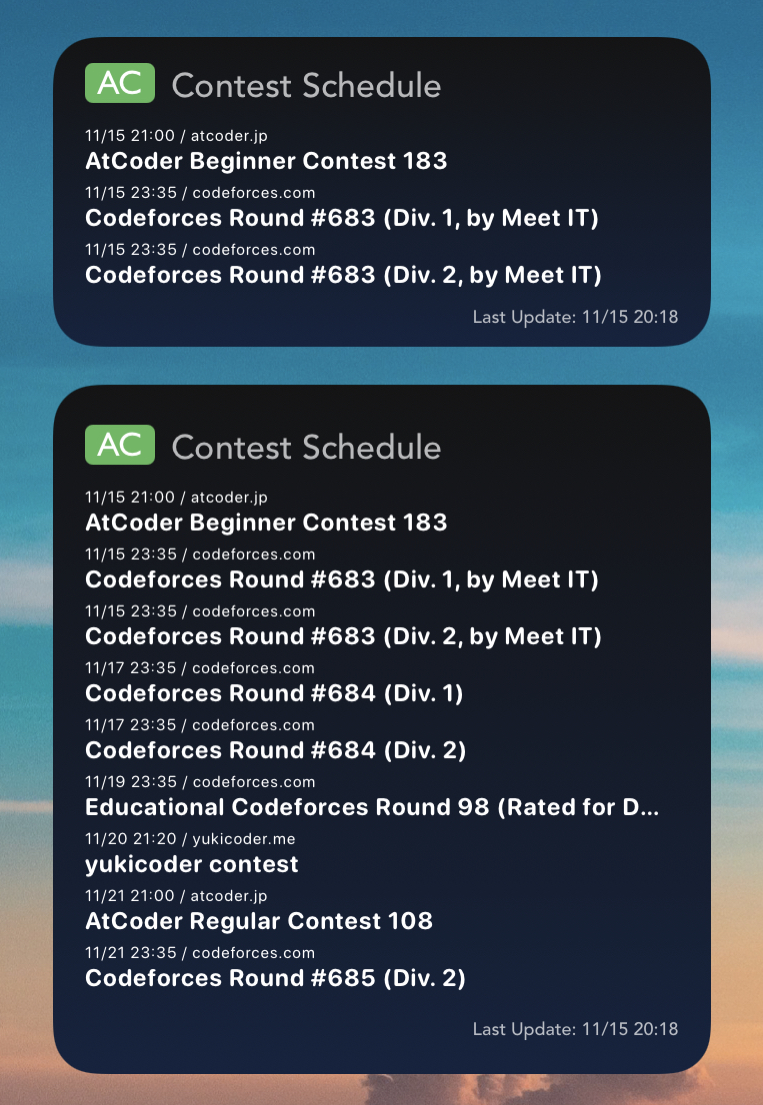 AC Contest Schedule
11/15 21:00 / atcoder.jp
AtCoder Beginner Contest 183
11/15 23:35 / codeforces.com
Codeforces Round #683 (Div. 1, by Meet IT)
11/15 23:35 / codeforces.com
Codeforces Round #683 (Div. 2, by Meet IT)
Last Update: 11/15 20:18
AC Contest Schedule
11/15 21:00 / atcoder.jp
AtCoder Beginner Contest 183
11/15 23:35 / codeforces.com
Codeforces Round #683 (Div. 1, by Meet IT)
11/15 23:35 / codeforces.com
Codeforces Round #683 (Div. 2, by Meet IT)
11/17 23:35 / codeforces.com
Codeforces Round #684 (Div. 1)
11/17 23:35 / codeforces.com
Codeforces Round #684 (Div. 2)
11/19 23:35 / codeforces.com
Educational Codeforces Round 98 (Rated for D...
11/20 21:20 / yukicoder.me
yukicoder contest
11/21 21:00 / atcoder.jp
AtCoder Regular Contest 108
11/21 23:35 / codeforces.com
Codeforces Round #685 (Div. 2)
Last Update: 11/15 20:18